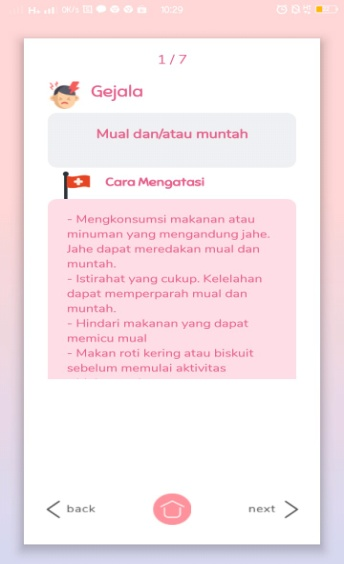 10:29
1 / 7
Gejala
Mual dan/atau muntah
Cara Mengatasi
- Mengkonsumsi makanan atau
minuman yang mengandung jahe.
Jahe dapat meredakan mual dan
muntah.
- Istirahat yang cukup. Kelelahan
dapat memperparah mual dan
muntah.
- Hindari makanan yang dapat
memicu mual
- Makan roti kering atau biskuit
sebelum memulai aktivitas
back
next